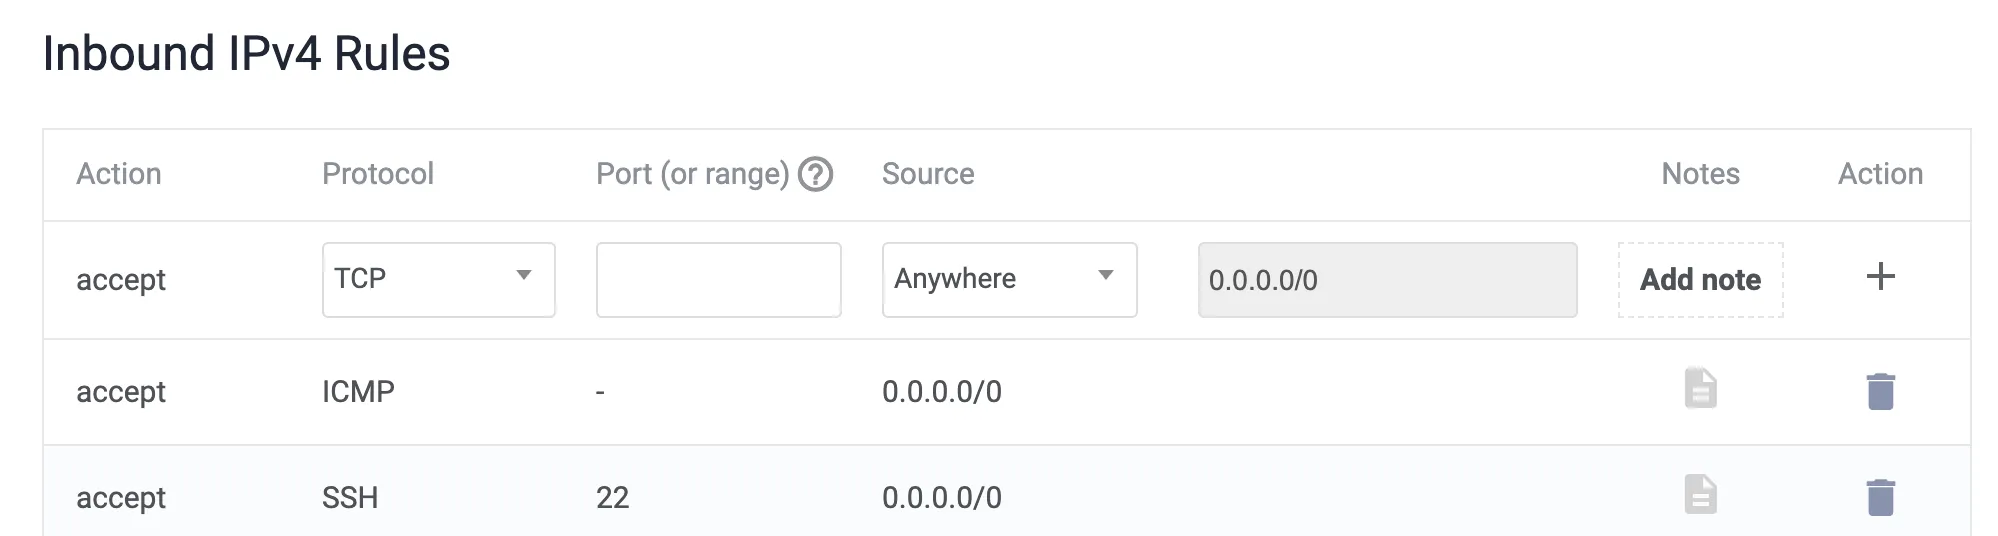 Inbound IPv4 Rules
Action Protocol Port (or range) ? Source Notes Action
accept TCP Anywhere 0.0.0.0/0 Add note +
accept ICMP - 0.0.0.0/0
accept SSH 22 0.0.0.0/0